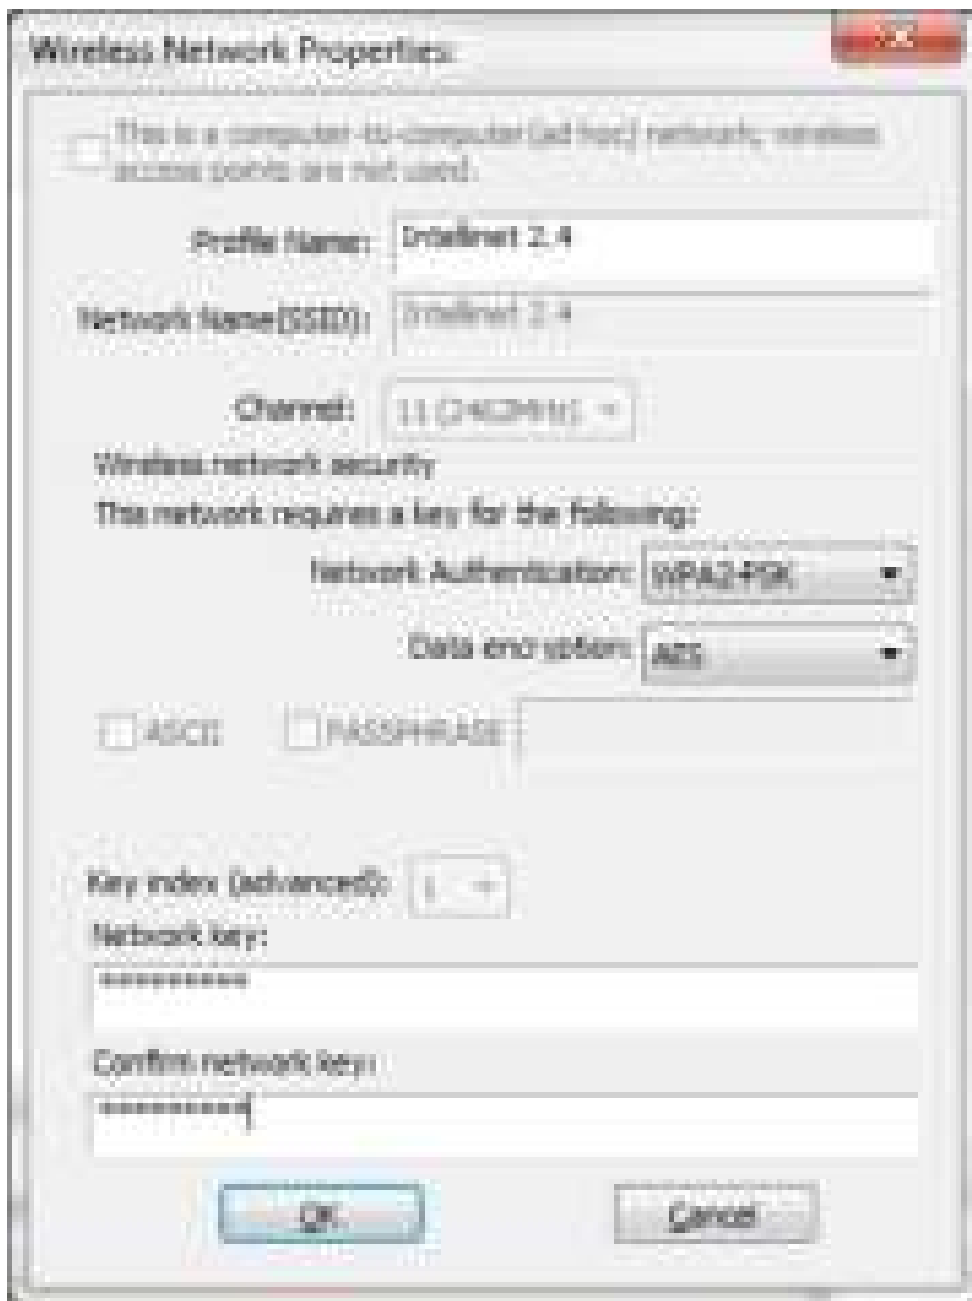 Wireless Network Properties
This is a computer-to-computer(ad hoc) network, wireless
access points are not used.
Profile Name: Intellinet 2.4
Network Name(SSID): Intellinet 2.4
Channel: 11 (2462MHz)
Wireless network security
This network requires a key for the following:
Network Authentication: WPA2-PSK
Data encryption: AES
ASCII PASSPHRASE
Key index (advanced): 1
Network key:
*********
Confirm network key:
*********
OK Cancel